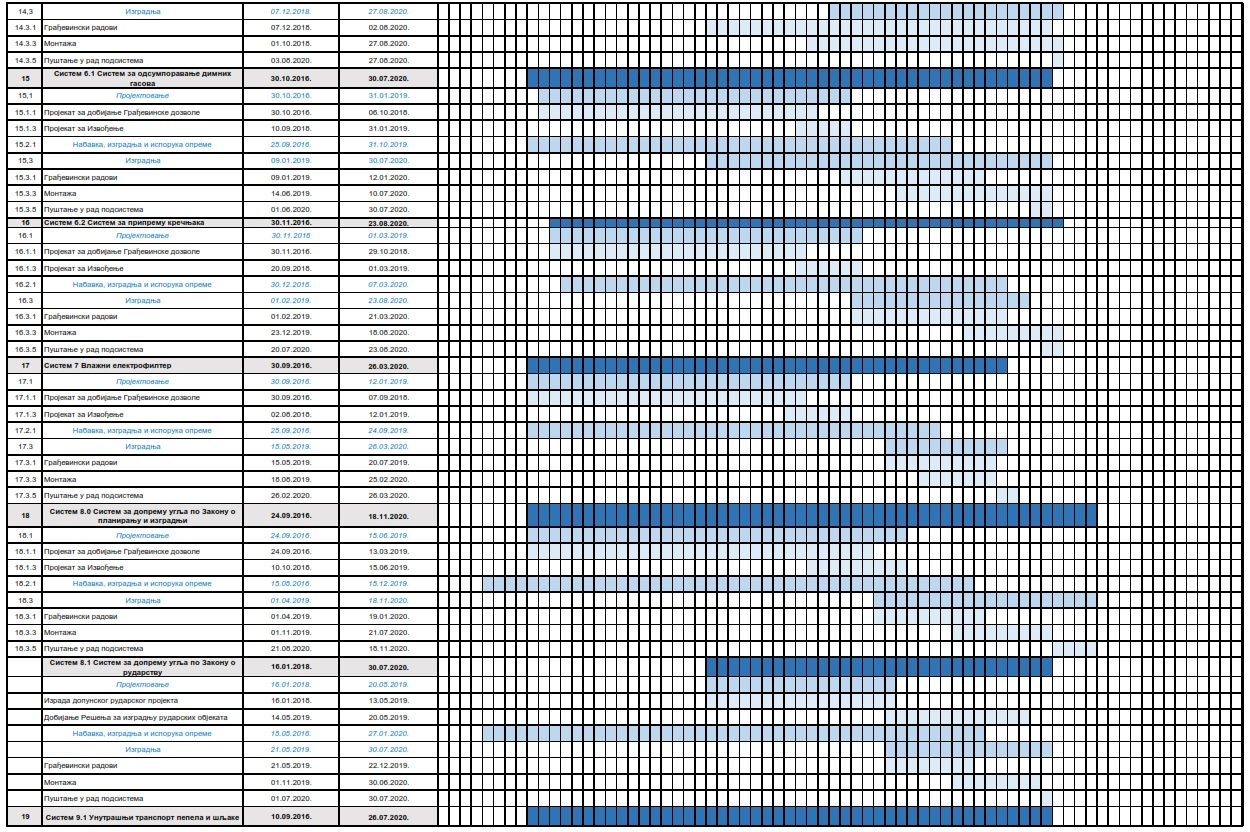 14,3 Изградња 07.12.2018. 27.08.2020.
14.3.1 Грађевински радови 07.12.2018. 02.08.2020.
14.3.3 Монтажа 01.10.2018. 27.08.2020.
14.3.5 Пуштање у рад подсистема 03.08.2020. 27.08.2020.
15 Систем 6.1 Систем за одсумпоравање димних гасова 30.10.2016. 30.07.2020.
15,1 Пројектовање 30.10.2016. 31.01.2019.
15.1.1 Пројекат за добијање Грађевинске дозволе 30.10.2016. 06.10.2018.
15.1.3 Пројекат за Извођење 10.09.2018. 31.01.2019.
15.2.1 Набавка, изградња и испорука опреме 25.09.2016. 31.10.2019.
15,3 Изградња 09.01.2019. 30.07.2020.
15.3.1 Грађевински радови 09.01.2019. 12.01.2020.
15.3.3 Монтажа 14.06.2019. 10.07.2020.
15.3.5 Пуштање у рад подсистема 01.06.2020. 30.07.2020.
16 Систем 6.2 Систем за припрему кречњака 30.11.2016. 23.08.2020.
16.1 Пројектовање 30.11.2016 01.03.2019.
16.1.1 Пројекат за добијање Грађевинске дозволе 30.11.2016. 29.10.2018.
16.1.3 Пројекат за Извођење 20.09.2018. 01.03.2019.
16.2.1 Набавка, изградња и испорука опреме 30.12.2016. 07.03.2020.
16.3 Изградња 01.02.2019. 23.08.2020.
16.3.1 Грађевински радови 01.02.2019. 21.03.2020.
16.3.3 Монтажа 23.12.2019. 18.08.2020.
16.3.5 Пуштање у рад подсистема 20.07.2020. 23.08.2020.
17 Систем 7 Влажни електрофилтер 30.09.2016. 26.03.2020.
17.1 Пројектовање 30.09.2016. 12.01.2019.
17.1.1 Пројекат за добијање Грађевинске дозволе 30.09.2016. 07.09.2018.
17.1.3 Пројекат за Извођење 02.08.2018. 12.01.2019.
17.2.1 Набавка, изградња и испорука опреме 25.09.2016. 24.09.2019.
17.3 Изградња 15.05.2019. 26.03.2020.
17.3.1 Грађевински радови 15.05.2019. 20.07.2019.
17.3.3 Монтажа 18.08.2019. 25.02.2020.
17.3.5 Пуштање у рад подсистема 26.02.2020. 26.03.2020.
18 Систем 8.0 Систем за допрему угља по Закону о планирању и изградњи 24.09.2016. 18.11.2020.
18.1 Пројектовање 24.09.2016. 15.06.2019.
18.1.1 Пројекат за добијање Грађевинске дозволе 24.09.2016. 13.03.2019.
18.1.3 Пројекат за Извођење 10.10.2018. 15.06.2019.
18.2.1 Набавка, изградња и испорука опреме 15.05.2016. 15.12.2019.
18.3 Изградња 01.04.2019. 18.11.2020.
18.3.1 Грађевински радови 01.04.2019. 19.01.2020.
18.3.3 Монтажа 01.11.2019. 21.07.2020.
18.3.5 Пуштање у рад подсистема 21.08.2020. 18.11.2020.
Систем 8.1 Систем за допрему угља по Закону о рударству 16.01.2018. 30.07.2020.
Пројектовање 16.01.2018. 20.05.2019.
Израда допунског рударског пројекта 16.01.2018. 13.05.2019.
Добијање Решења за изградњу рударских објеката 14.05.2019. 20.05.2019.
Набавка, изградња и испорука опреме 15.05.2016. 27.01.2020.
Изградња 21.05.2019. 30.07.2020.
Грађевински радови 21.05.2019. 22.12.2019.
Монтажа 01.11.2019. 30.06.2020.
Пуштање у рад подсистема 01.07.2020. 30.07.2020.
19 Систем 9.1 Унутрашњи транспорт пепела и шљаке 10.09.2016. 26.07.2020.